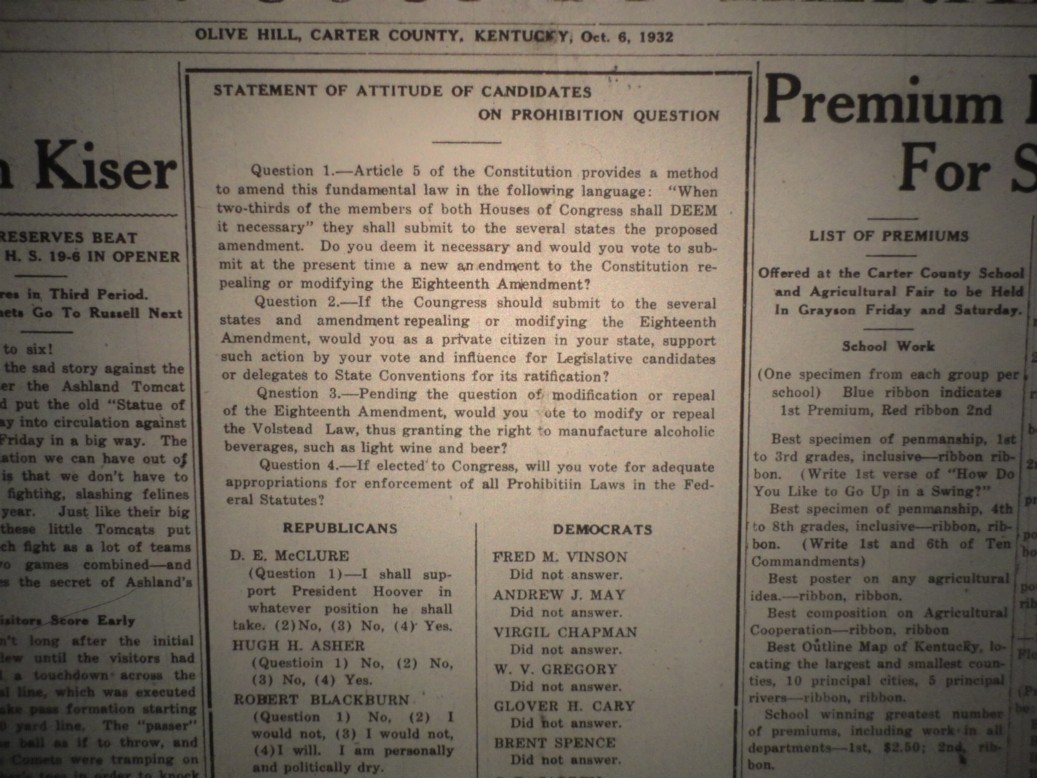 OLIVE HILL, CARTER COUNTY, KENTUCKY, Oct. 6, 1932
Kiser
RESERVES BEAT
H. S. 19-6 IN OPENER
in Third Period.
Go To Russell Next
to six!
the sad story against the
the Ashland Tomcat
put the old "Statue of
into circulation against
Friday in a big way. The
we can have out of
is that we don't have to
fighting, slashing felines
year. Just like their big
these little Tomcats put
fight as a lot of teams
games combined—and
the secret of Ashland's
Score Early
long after the initial
until the visitors had
a touchdown across the
line, which was executed
pass formation starting
yard line. The "passer"
ball as if to throw, and
Comets were tramping on
in order to knock
STATEMENT OF ATTITUDE OF CANDIDATES
ON PROHIBITION QUESTION
Question 1.—Article 5 of the Constitution provides a method
to amend this fundamental law in the following language: "When
two-thirds of the members of both Houses of Congress shall DEEM
it necessary" they shall submit to the several states the proposed
amendment. Do you deem it necessary and would you vote to sub-
mit at the present time a new an endment to the Constitution re-
pealing or modifying the Eighteenth Amendment?
Question 2.—If the Coungress should submit to the several
states and amendment repealing or modifying the Eighteenth
Amendment, would you as a private citizen in your state, support
such action by your vote and influence for Legislative candidates
or delegates to State Conventions for its ratification?
Qnestion 3.—Pending the question of modification or repeal
of the Eighteenth Amendment, would you ote to modify or repeal
the Volstead Law, thus granting the right to manufacture alcoholic
beverages, such as light wine and beer?
Question 4.—If elected to Congress, will you vote for adequate
appropriations for enforcement of all Prohibitiin Laws in the Fed-
eral Statutes?
REPUBLICANS
D. E. McCLURE
(Question 1)—I shall sup-
port President Hoover in
whatever position he shall
take. (2)No, (3) No, (4) Yes.
HUGH H. ASHER
(Questioin 1) No, (2) No,
(3) No, (4) Yes.
ROBERT BLACKBURN
(Question 1) No, (2) I
would not, (3) I would not,
(4)I will. I am personally
and politically dry.
DEMOCRATS
FRED M. VINSON
Did not answer.
ANDREW J. MAY
Did not answer.
VIRGIL CHAPMAN
Did not answer.
W. V. GREGORY
Did not answer.
GLOVER H. CARY
Did not answer.
BRENT SPENCE
Did not answer.
Premium
For
LIST OF PREMIUMS
Offered at the Carter County School
and Agricultural Fair to be Held
In Grayson Friday and Saturday.
School Work
(One specimen from each group per
school) Blue ribbon indicates
1st Premium, Red ribbon 2nd
Best specimen of penmanship, 1st
to 3rd grades, inclusive—ribbon rib-
bon. (Write 1st verse of "How Do
You Like to Go Up in a Swing?"
Best specimen of penmanship, 4th
to 8th grades, inclusive—ribbon, rib-
bon. (Write 1st and 6th of Ten
Commandments)
Best poster on any agricultural
idea.—ribbon, ribbon.
Best composition on Agricultural
Cooperation—ribbon, ribbon
Best Outline Map of Kentucky, lo-
cating the largest and smallest coun-
ties, 10 principal cities, 5 principal
rivers—ribbon, ribbon.
School winning greatest number
of premiums, including work in all
departments—1st, $2.50; 2nd, rib-
bon.